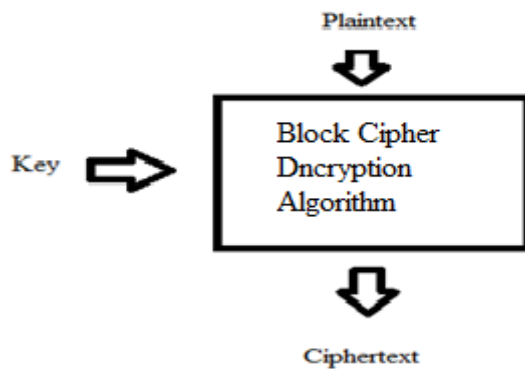 Plaintext
Block Cipher
Key
Dncryption
Algorithm
Ciphertext